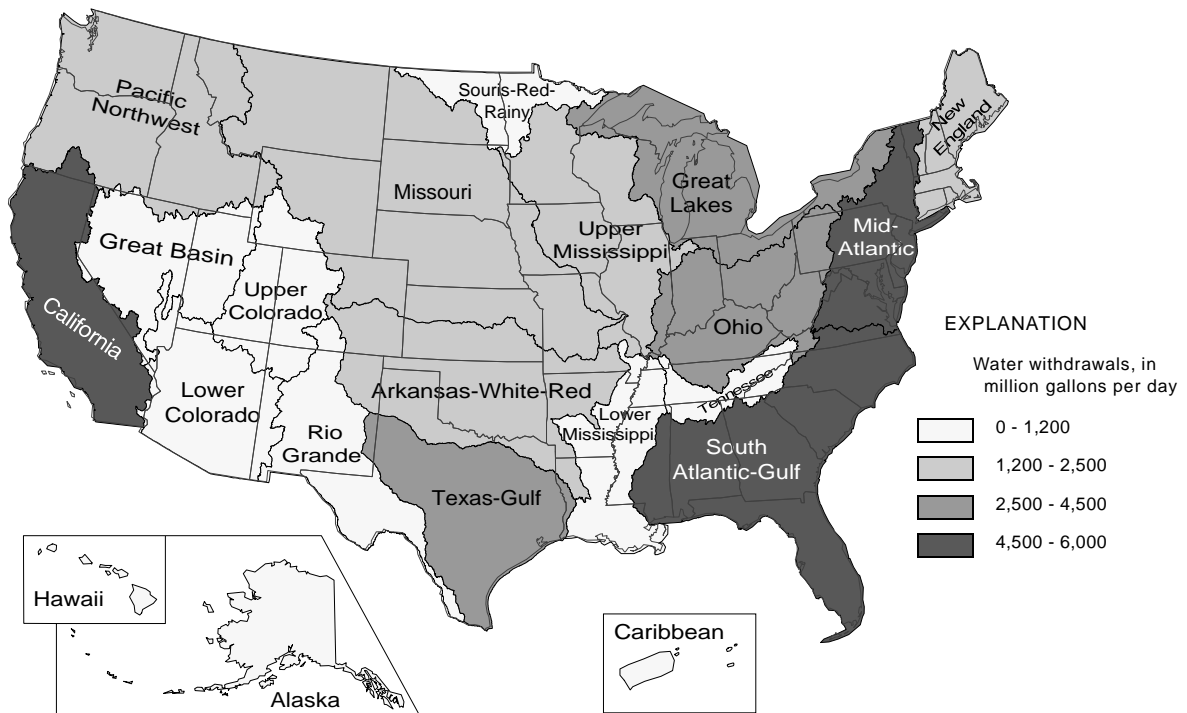 Pacific
Northwest
Souris-Red-
Rainy
New
England
Missouri
Great
Lakes
Upper
Mississippi
Mid-
Atlantic
Great Basin
Upper
Colorado
California
Ohio
Lower
Colorado
Arkansas-White-Red
Tennessee
Lower
Mississippi
Rio
Grande
South
Atlantic-Gulf
Texas-Gulf
EXPLANATION
Water withdrawals, in
million gallons per day
0 - 1,200
1,200 - 2,500
2,500 - 4,500
4,500 - 6,000
Hawaii
Alaska
Caribbean